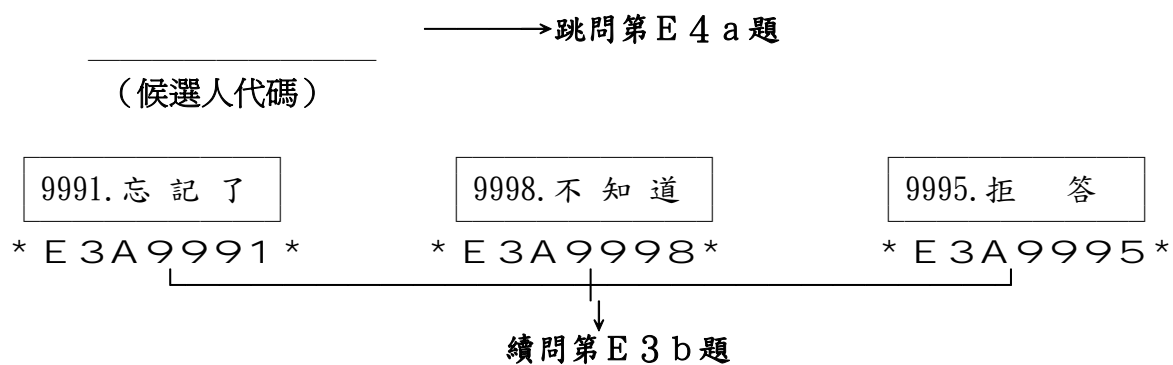 跳問第E４a題
（候選人代碼）
9991.忘 記 了 9998.不 知 道 9995.拒 答
*E3A9991* *E3A9998* *E3A9995*
續問第E３b題